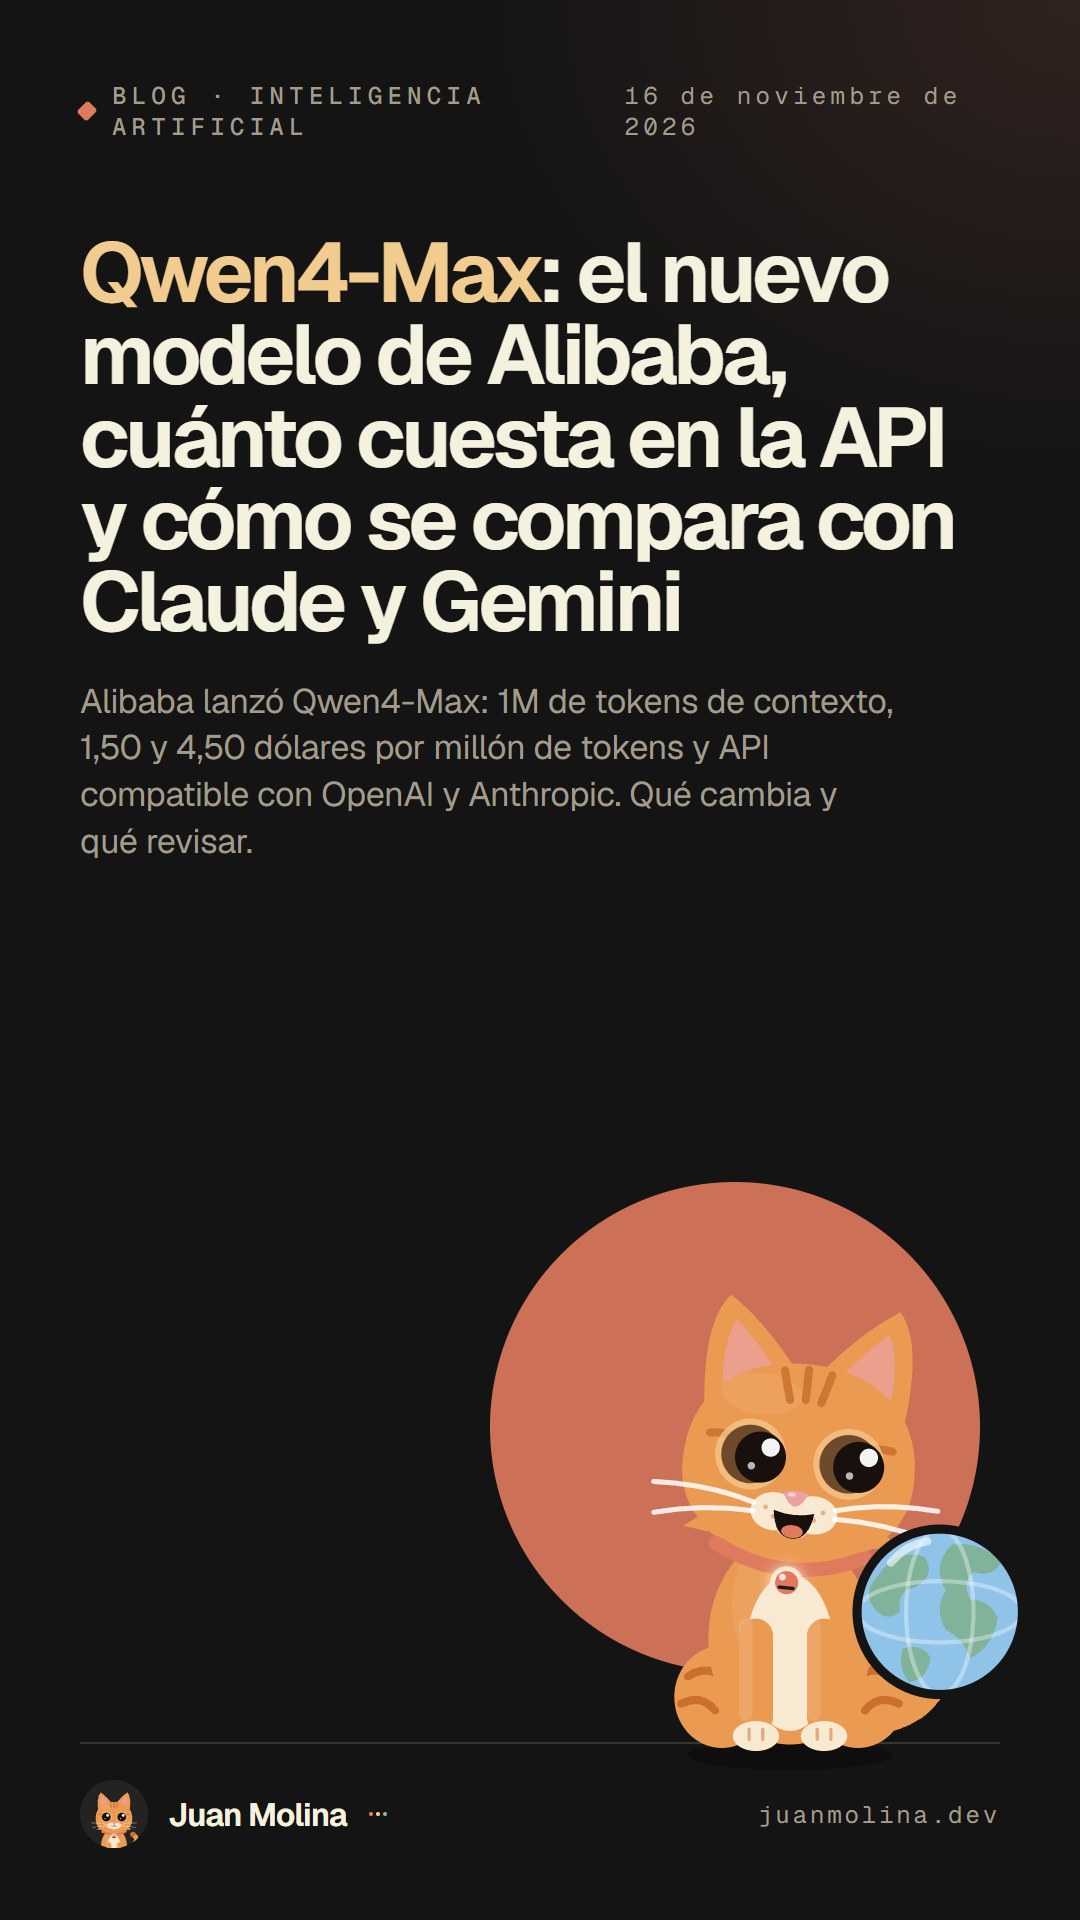 BLOG · INTELIGENCIA
ARTIFICIAL
16 de noviembre de
2026
Qwen4-Max: el nuevo
modelo de Alibaba,
cuánto cuesta en la API
y cómo se compara con
Claude y Gemini
Alibaba lanzó Qwen4-Max: 1M de tokens de contexto,
1,50 y 4,50 dólares por millón de tokens y API
compatible con OpenAI y Anthropic. Qué cambia y
qué revisar.
Juan Molina
juanmolina.dev